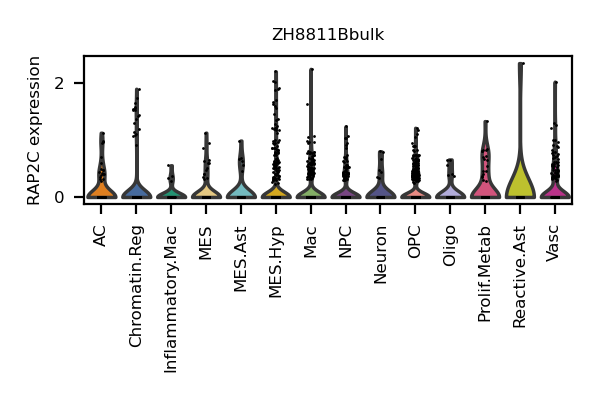 ZH8811Bbulk
RAP2C expression
2
0
AC
Chromatin.Reg
Inflammatory.Mac
MES
MES.Ast
MES.Hyp
Mac
NPC
Neuron
OPC
Oligo
Prolif.Metab
Reactive.Ast
Vasc